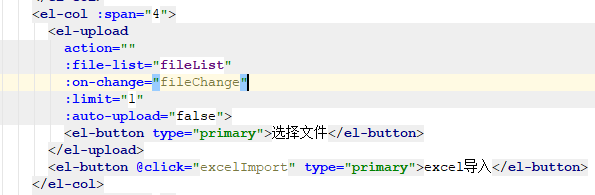 <el-col :span="4">
<el-upload
action=""
:file-list="fileList"
:on-change="fileChange"
:limit="1"
:auto-upload="false">
<el-button type="primary">选择文件</el-button>
</el-upload>
<el-button @click="excelImport" type="primary">excel导入</el-button>
</el-col>